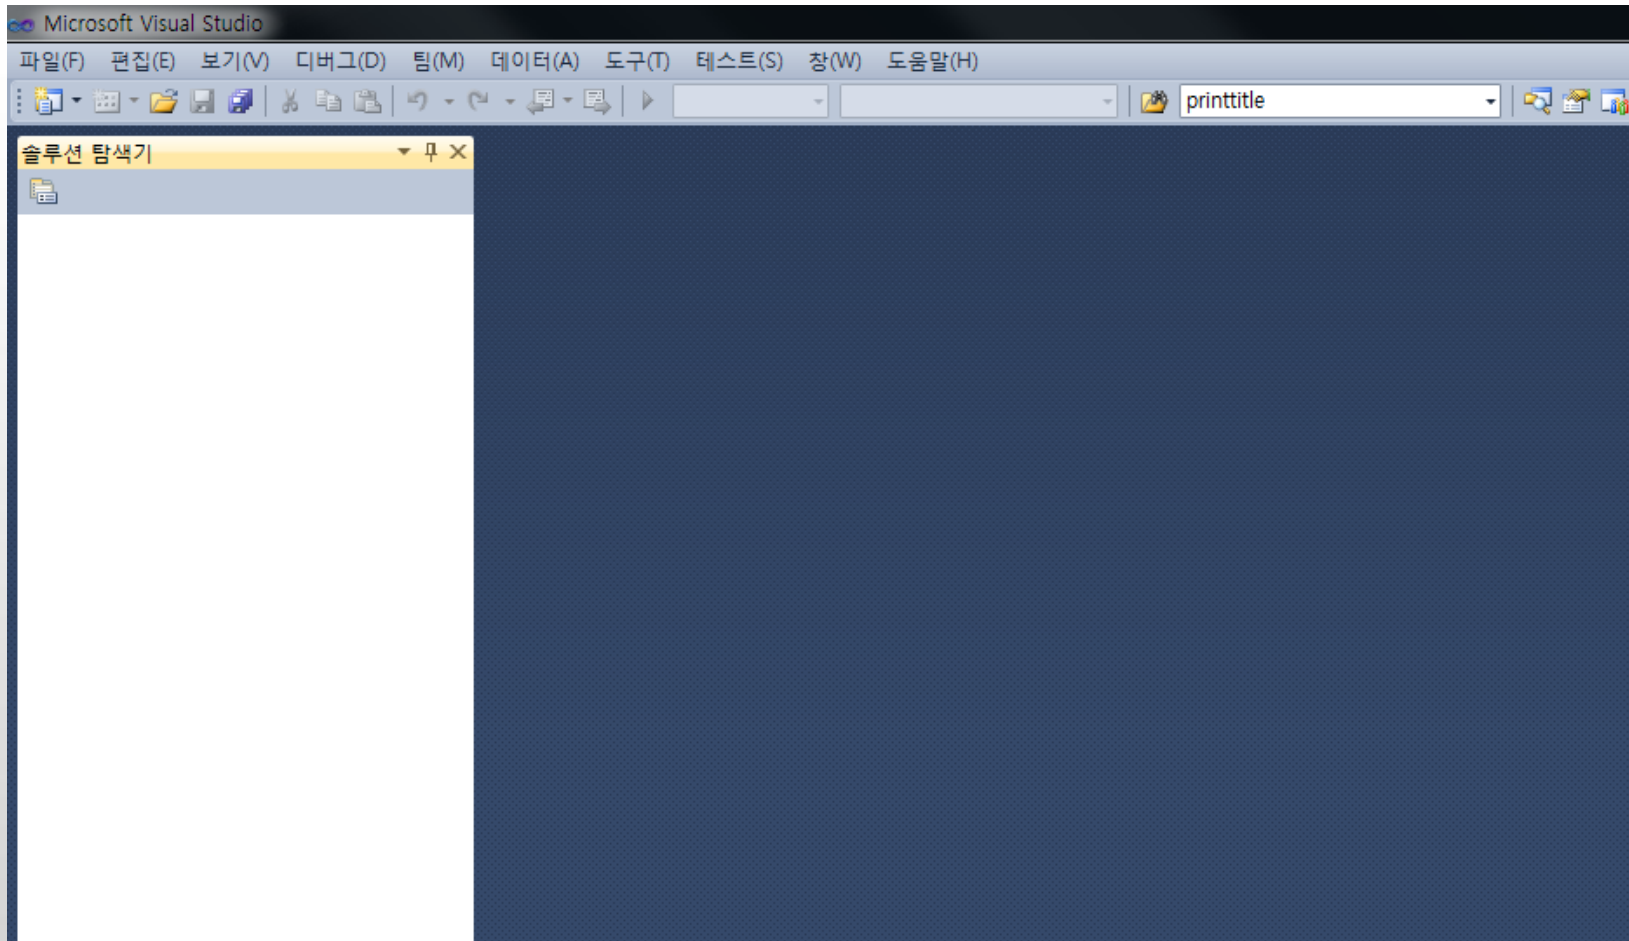 Microsoft Visual Studio
파일(F) 편집(E) 보기(V) 디버그(D) 팀(M) 데이터(A) 도구(T) 테스트(S) 창(W) 도움말(H)
printtitle
솔루션 탐색기